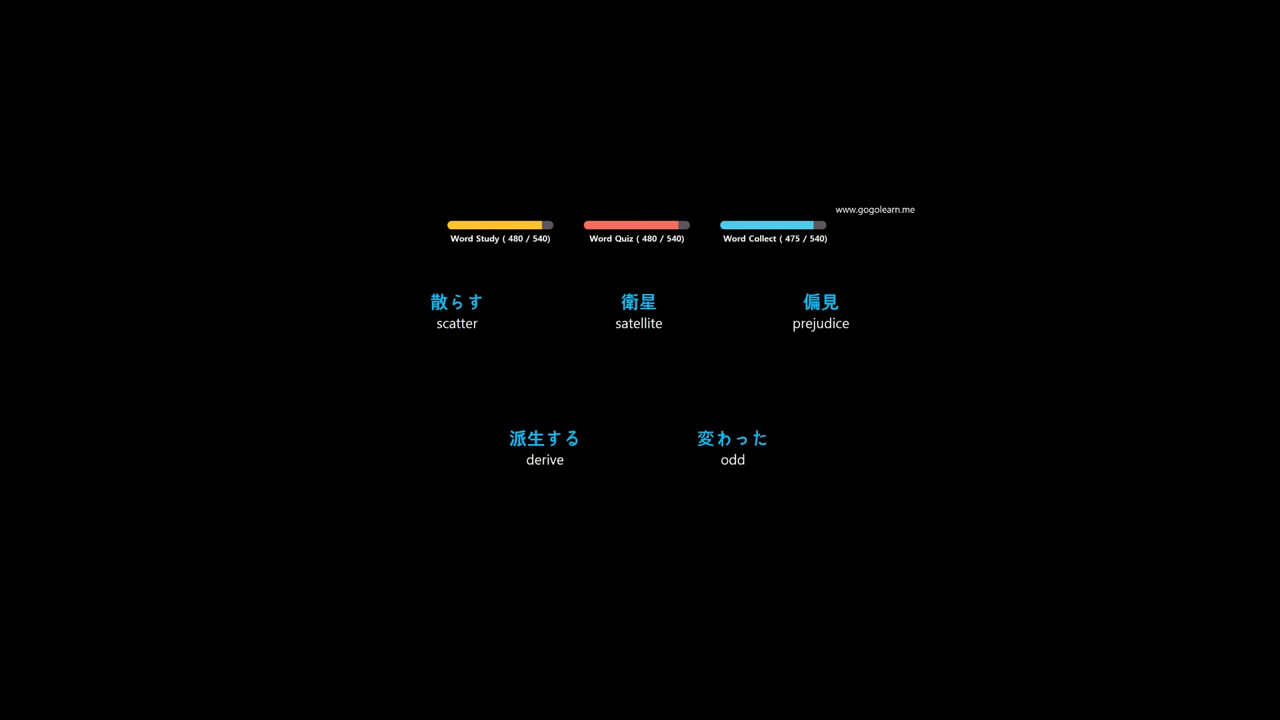 www.gogolearn.me
Word Study ( 480 / 540)
Word Quiz ( 480 / 540)
Word Collect ( 475 / 540)
散らす
scatter
衛星
satellite
偏見
prejudice
派生する
derive
変わった
odd